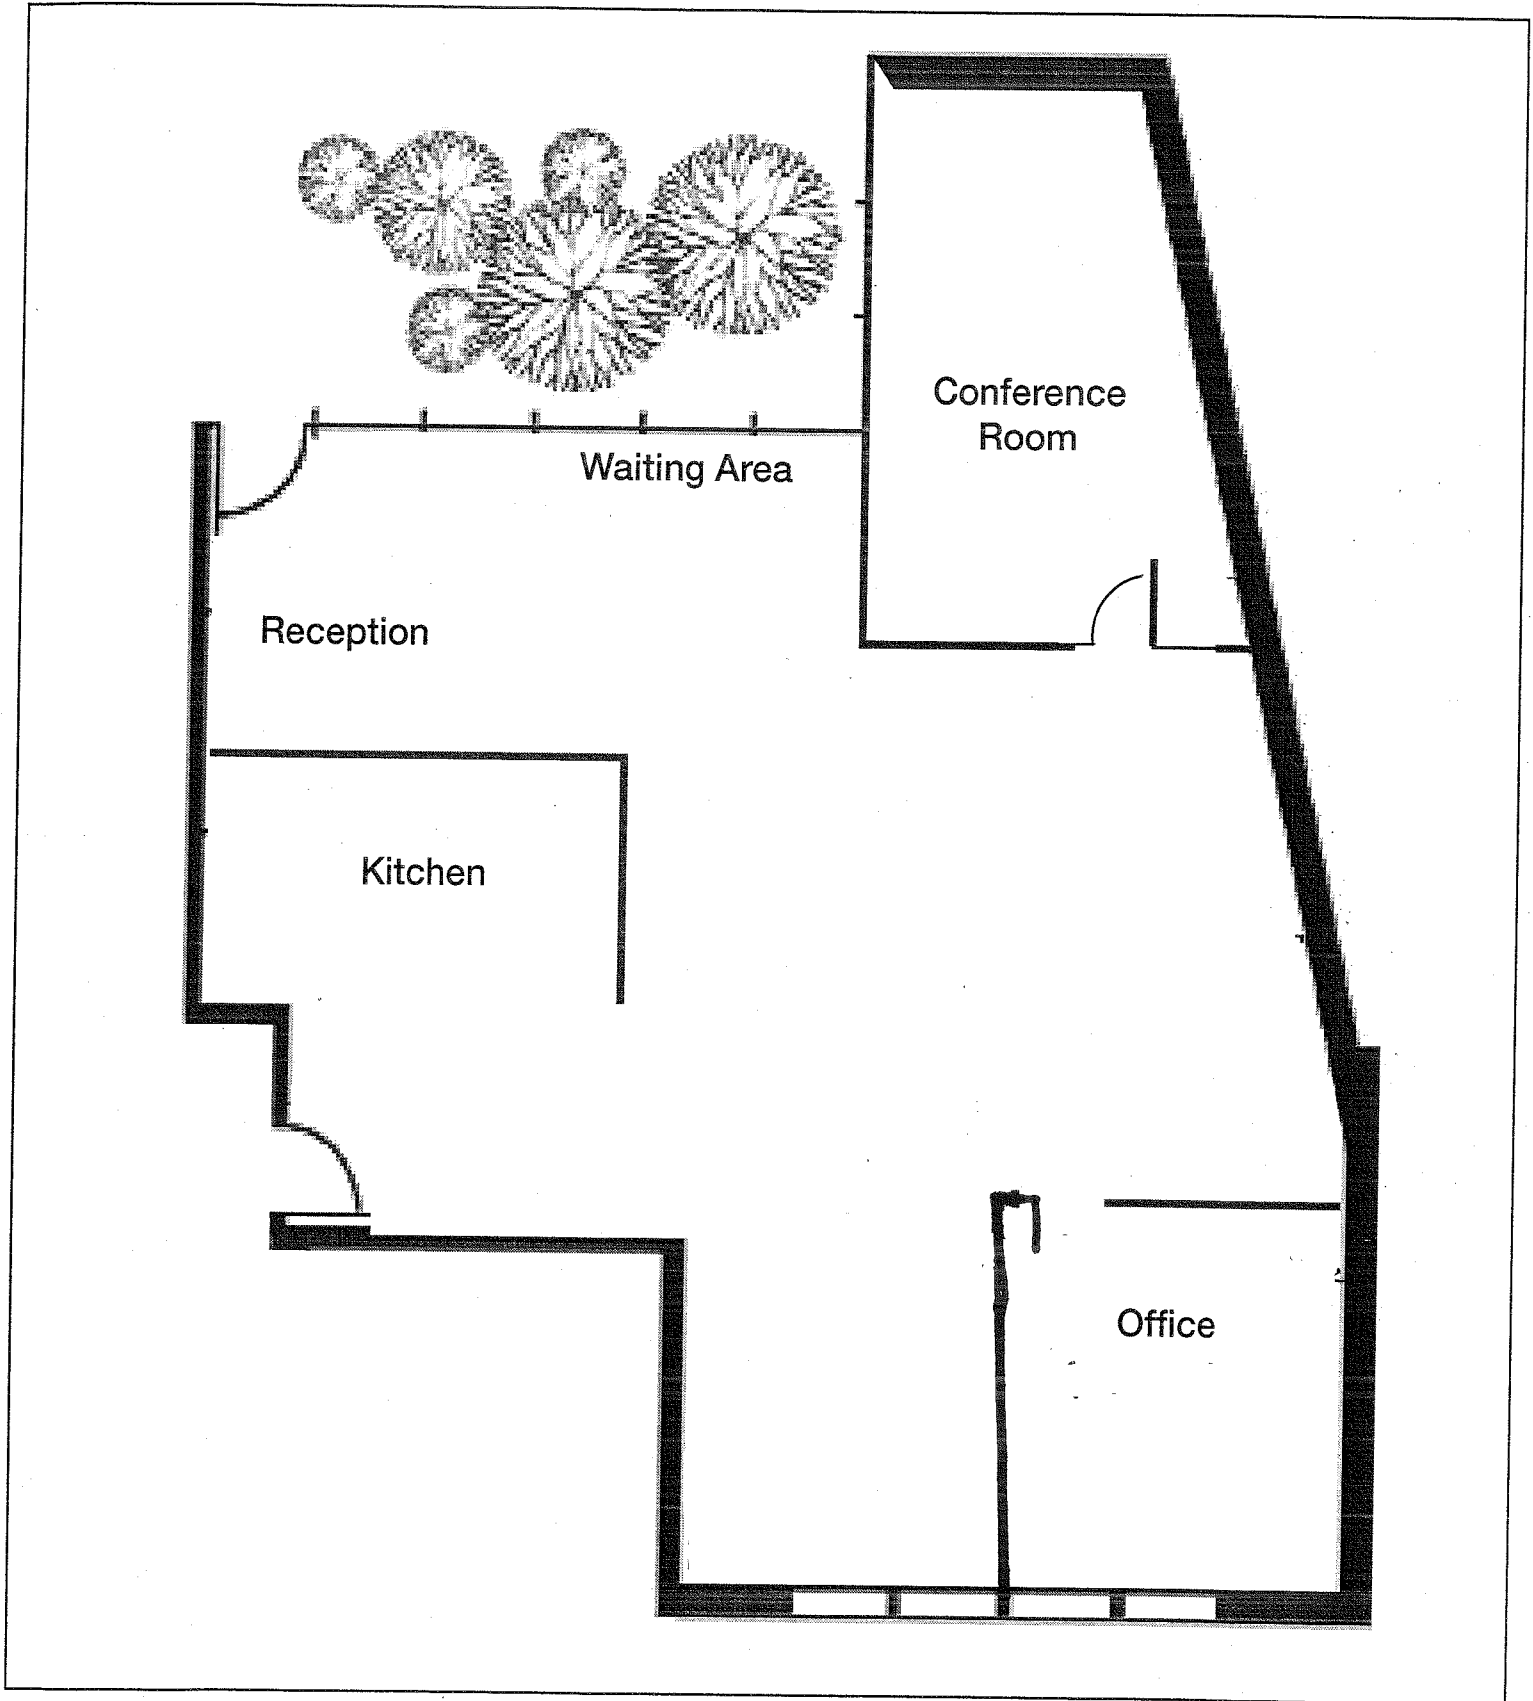 Conference
Room
Waiting Area
Reception
Kitchen
Office